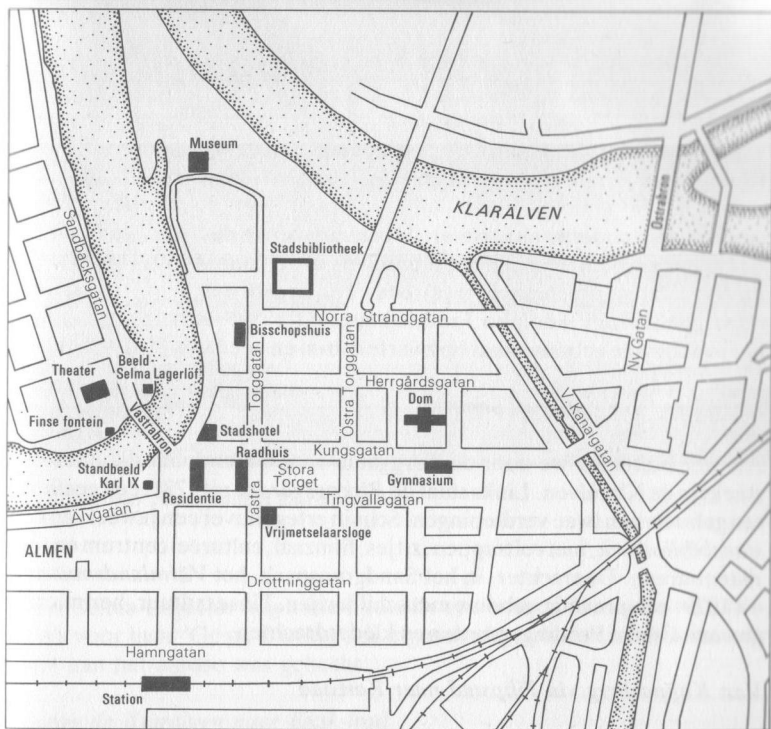 Museum
KLARÄLVEN
Östrabron
Sandbacksgatan
Stadsbibliotheek
Norra Strandgatan
Bisschopshuis
Ny Gatan
Beeld
Selma Lagerlöf
Theater
Torggatan
Östra Torggatan
Herrgårdsgatan
Dom
V. Kanalgatan
Finse fontein
Västrabron
Stadshotel
Kungsgatan
Raadhuis
Standbeeld
Karl IX
Stora
Torget
Gymnasium
Residentie
Västra
Tingvallagatan
Älvgatan
Vrijmetselaarsloge
ALMEN
Drottninggatan
Hamngatan
Station